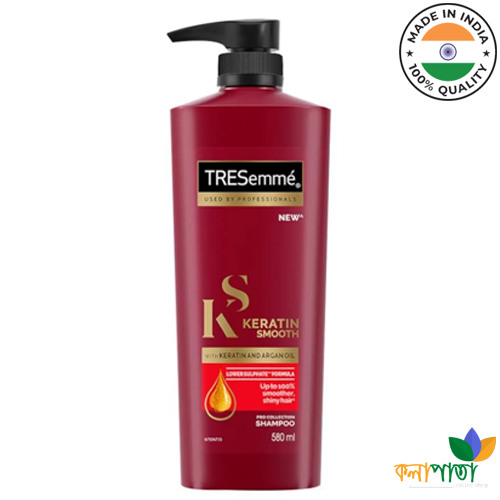 MADE IN INDIA
100% QUALITY
TRESemmé
USED BY PROFESSIONALS
NEW^
KS
KERATIN
SMOOTH
WITH KERATIN AND ARGAN OIL
LOWER SULPHATE** FORMULA
Up to 100%
smoother,
shiny hair*
PRO COLLECTION
SHAMPOO
580 ml
কলাপাতা